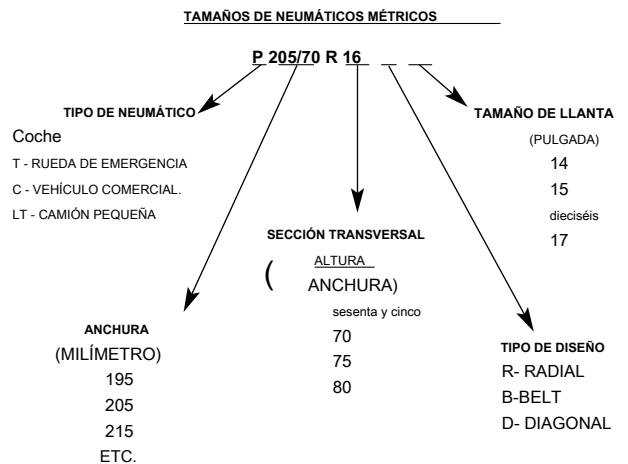 TAMAÑOS DE NEUMÁTICOS MÉTRICOS
P 205/70 R 16
TIPO DE NEUMÁTICO
Coche
T - RUEDA DE EMERGENCIA
C - VEHÍCULO COMERCIAL.
LT - CAMIÓN PEQUEÑA
TAMAÑO DE LLANTA
(PULGADA)
14
15
dieciséis
17
SECCIÓN TRANSVERSAL
( ALTURA
ANCHURA)
sesenta y cinco
70
75
80
ANCHURA
(MILÍMETRO)
195
205
215
ETC.
TIPO DE DISEÑO
R- RADIAL
B-BELT
D- DIAGONAL